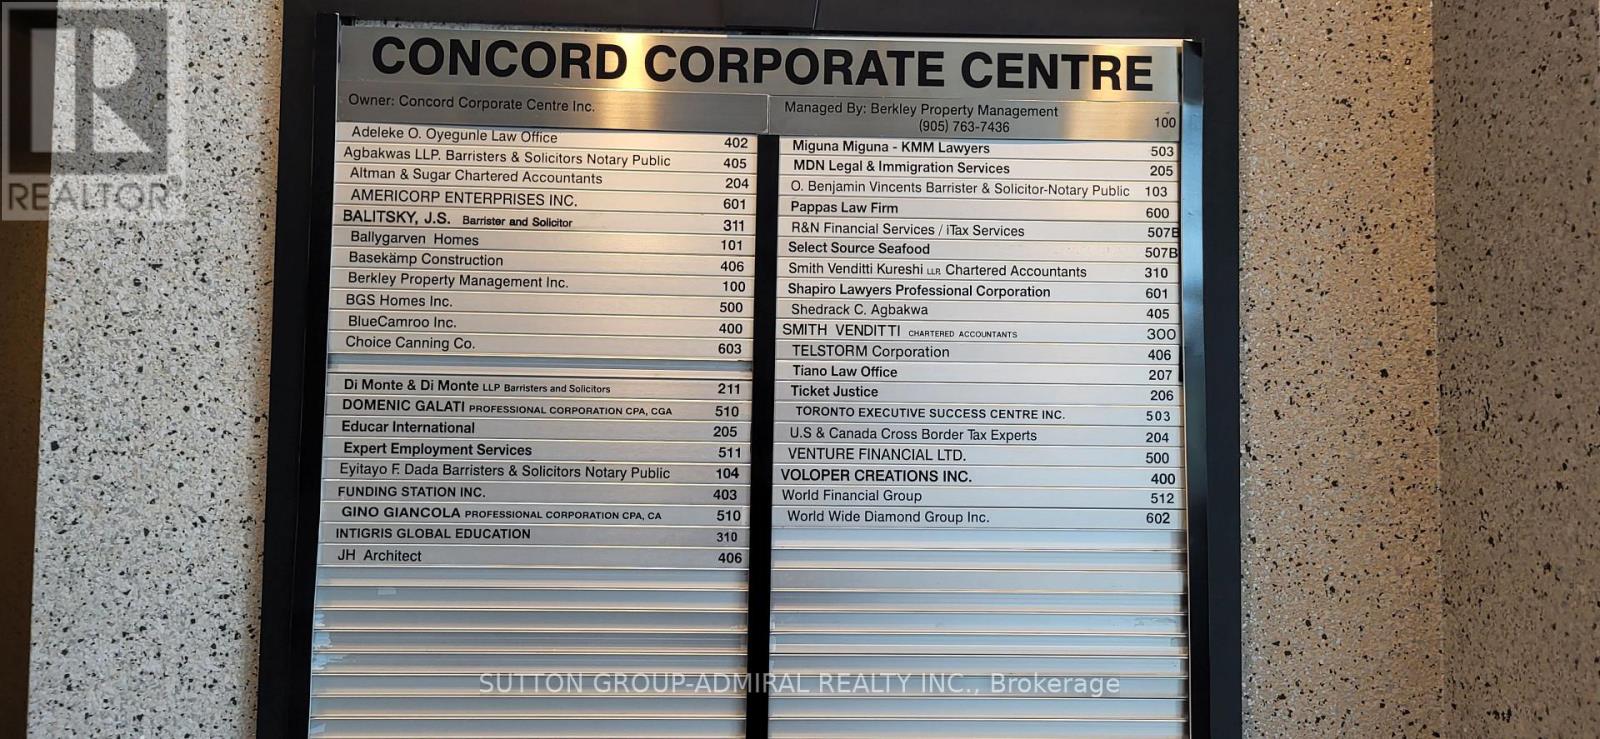 CONCORD CORPORATE CENTRE
Owner: Concord Corporate Centre Inc.
Managed By: Berkley Property Management
(905) 763-7436 100
Adeleke O. Oyegunle Law Office 402
Agbakwas LLP. Barristers & Solicitors Notary Public 405
Altman & Sugar Chartered Accountants 204
AMERICORP ENTERPRISES INC. 601
BALITSKY, J.S. Barrister and Solicitor 311
Ballygarven Homes 101
Basekämp Construction 406
Berkley Property Management Inc. 100
BGS Homes Inc. 500
BlueCamroo Inc. 400
Choice Canning Co. 603
Di Monte & Di Monte LLP Barristers and Solicitors 211
DOMENIC GALATI PROFESSIONAL CORPORATION CPA, CGA 510
Educar International 205
Expert Employment Services 511
Eyitayo F. Dada Barristers & Solicitors Notary Public 104
FUNDING STATION INC. 403
GINO GIANCOLA PROFESSIONAL CORPORATION CPA, CA 510
INTIGRIS GLOBAL EDUCATION 310
JH Architect 406
Miguna Miguna - KMM Lawyers 503
MDN Legal & Immigration Services 205
O. Benjamin Vincents Barrister & Solicitor-Notary Public 103
Pappas Law Firm 600
R&N Financial Services / iTax Services 507B
Select Source Seafood 507B
Smith Venditti Kureshi LLP. Chartered Accountants 310
Shapiro Lawyers Professional Corporation 601
Shedrack C. Agbakwa 405
SMITH VENDITTI CHARTERED ACCOUNTANTS 300
TELSTORM Corporation 406
Tiano Law Office 207
Ticket Justice 206
TORONTO EXECUTIVE SUCCESS CENTRE INC. 503
U.S & Canada Cross Border Tax Experts 204
VENTURE FINANCIAL LTD. 500
VOLOPER CREATIONS INC. 400
World Financial Group 512
World Wide Diamond Group Inc. 602
R
REALTOR®
SUTTON GROUP-ADMIRAL REALTY INC., Brokerage